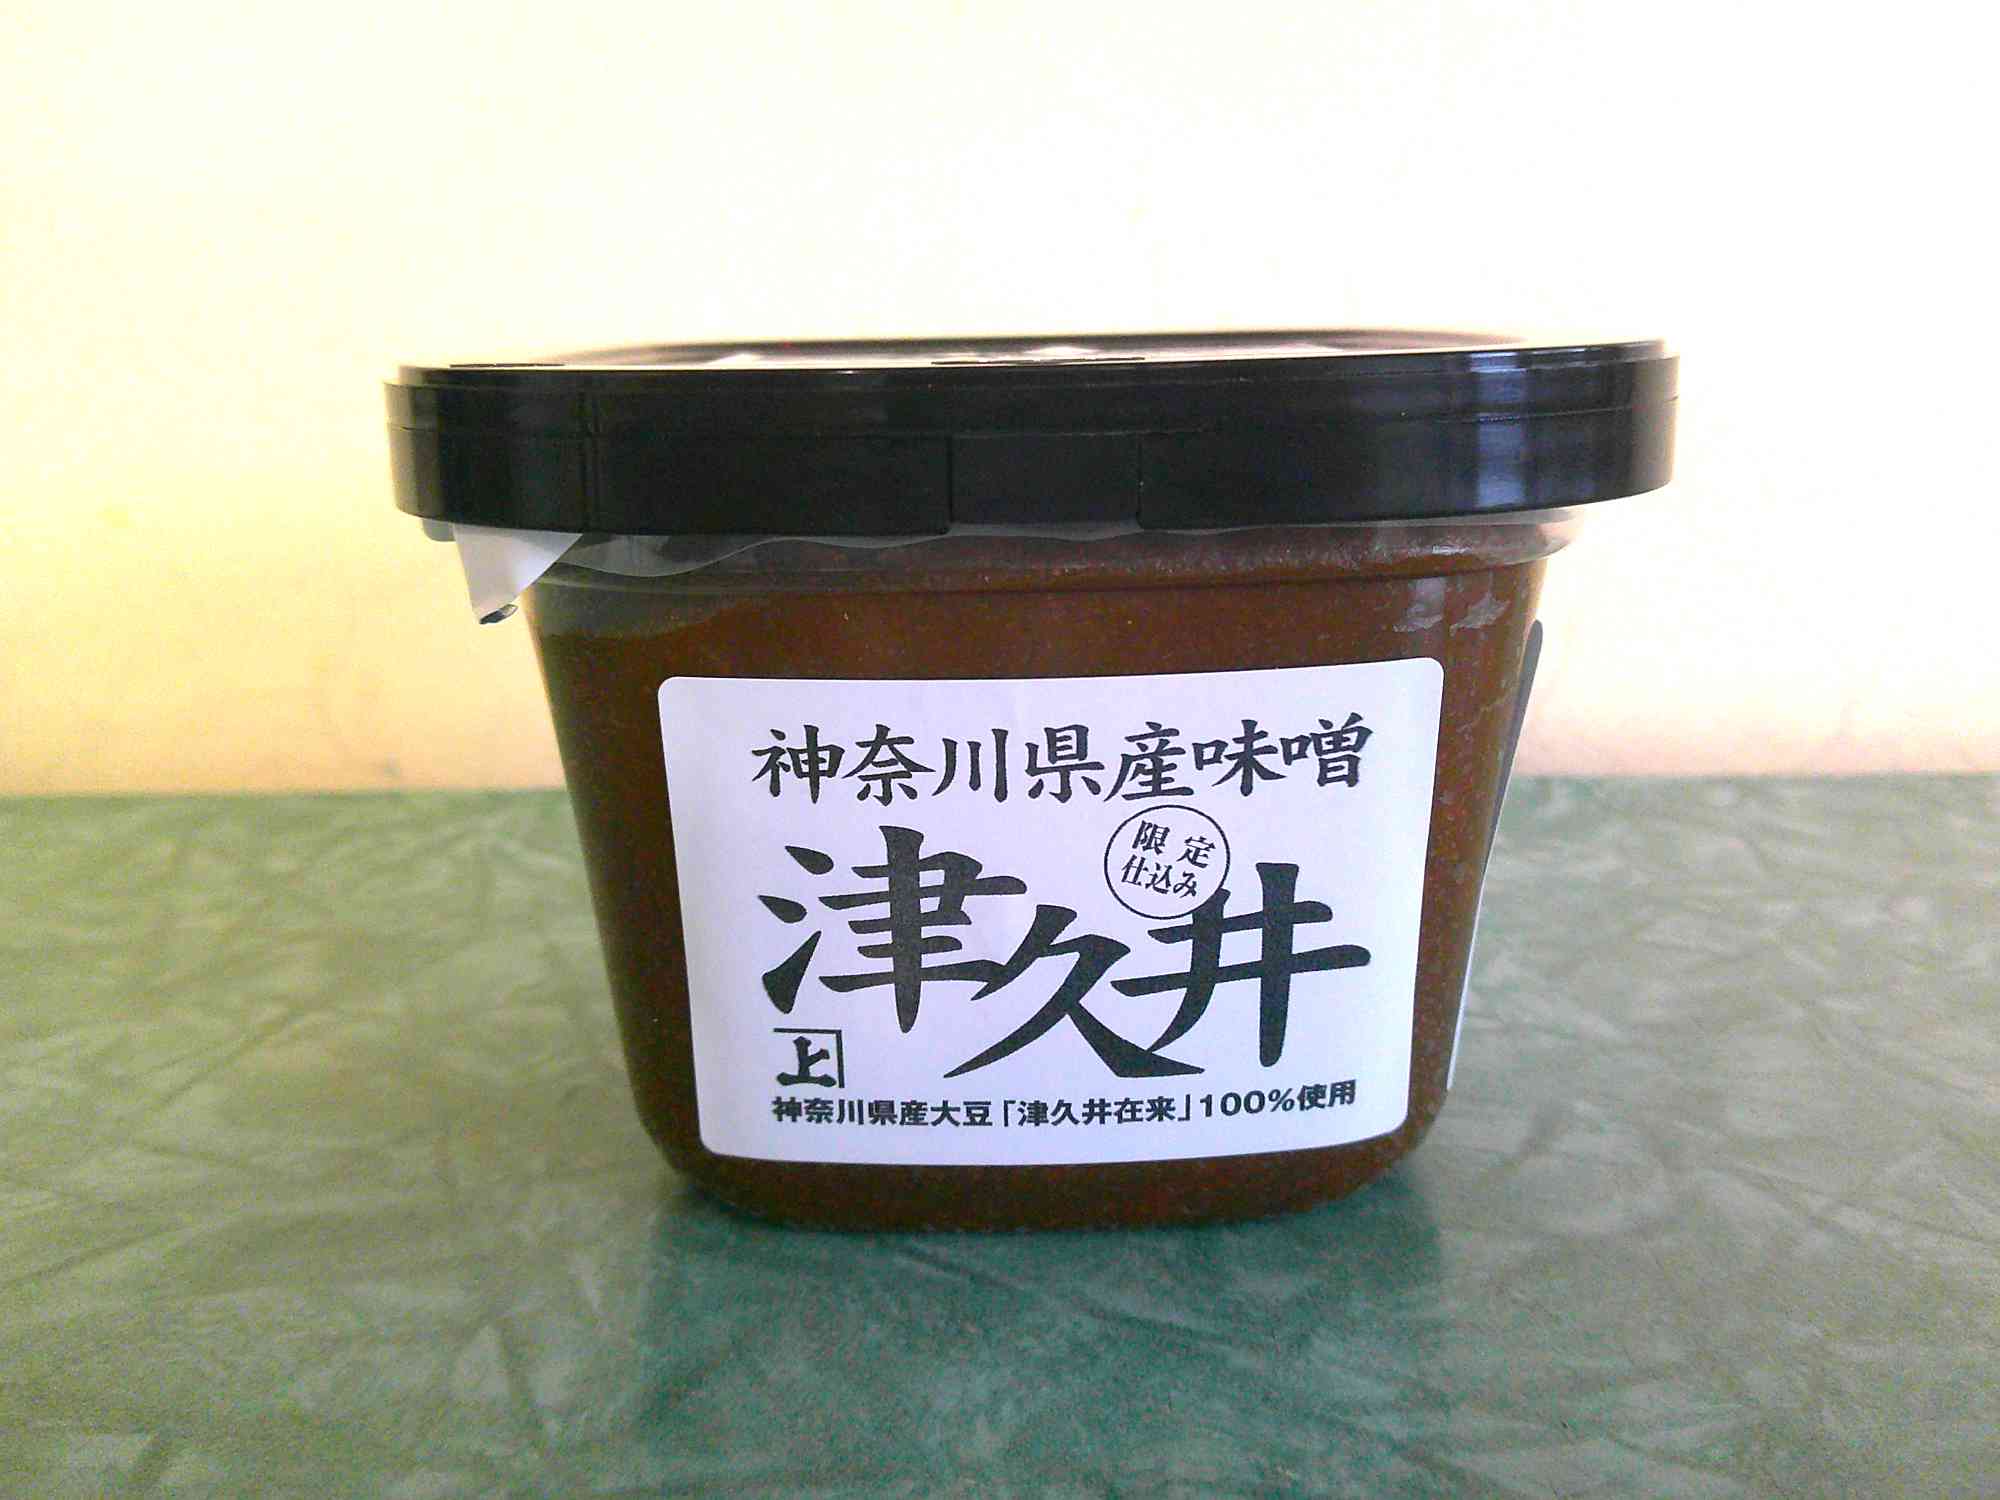 神奈川県産味噌
限定
仕込み
津久井
上
神奈川県産大豆「津久井在来」100%使用